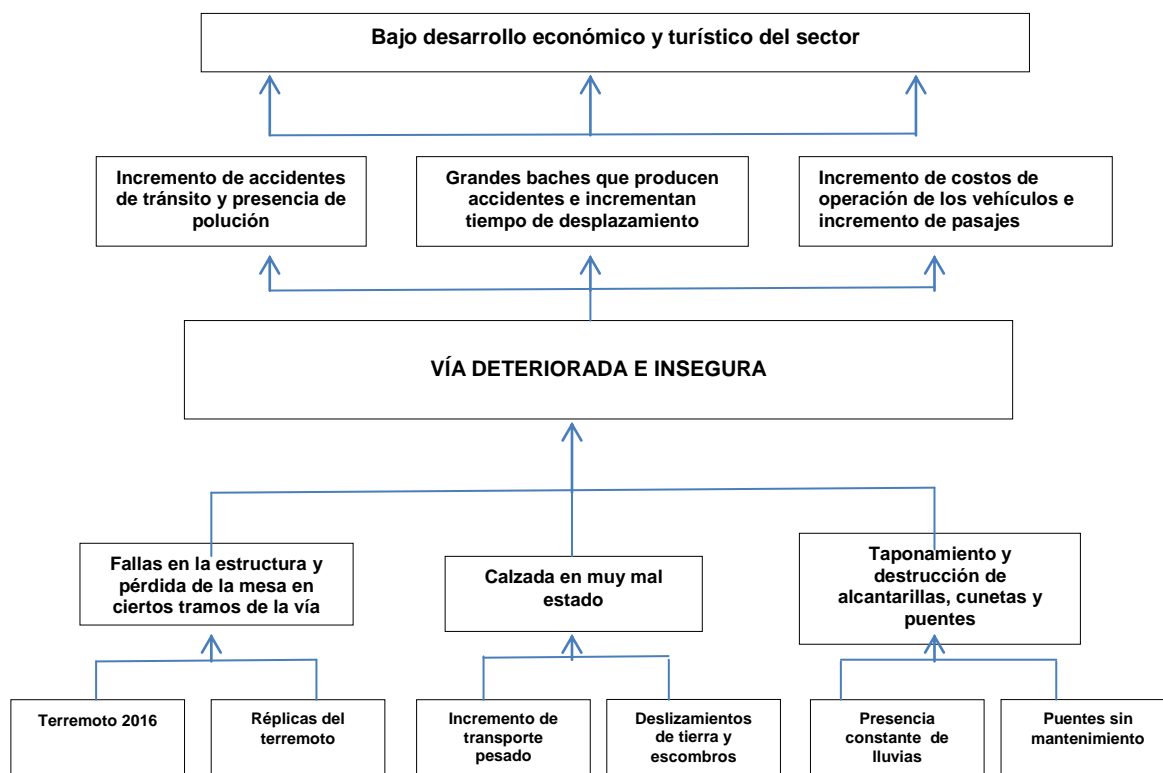 Bajo desarrollo económico y turístico del sector
Incremento de accidentes
de tránsito y presencia de
polución
Grandes baches que producen
accidentes e incrementan
tiempo de desplazamiento
Incremento de costos de
operación de los vehículos e
incremento de pasajes
VÍA DETERIORADA E INSEGURA
Fallas en la estructura y
pérdida de la mesa en
ciertos tramos de la vía
Calzada en muy mal
estado
Taponamiento y
destrucción de
alcantarillas, cunetas y
puentes
Terremoto 2016
Réplicas del
terremoto
Incremento de
transporte
pesado
Deslizamientos
de tierra y
escombros
Presencia
constante de
lluvias
Puentes sin
mantenimiento